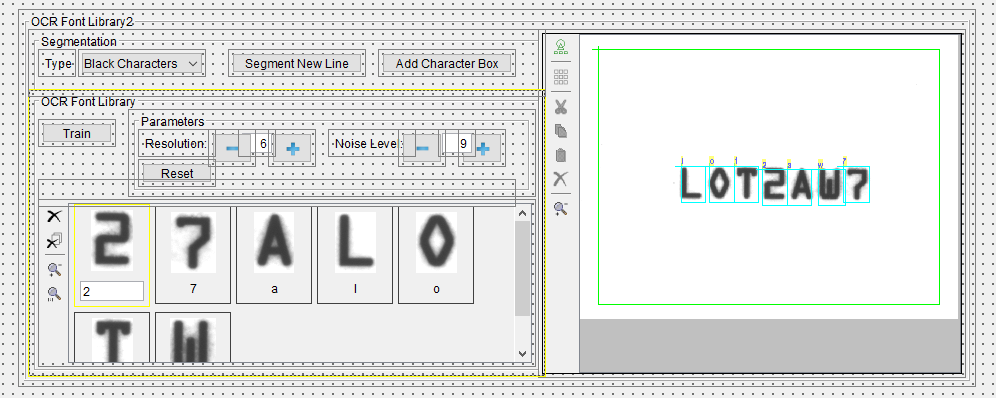 OCR Font Library2
Segmentation
Type Black Characters Segment New Line Add Character Box
OCR Font Library
Train
Parameters
Resolution: 6 Noise Level: 9
Reset
2 7 A L O
2 7 a l o
T W
l o t 2 a w 7
LOT2AW7